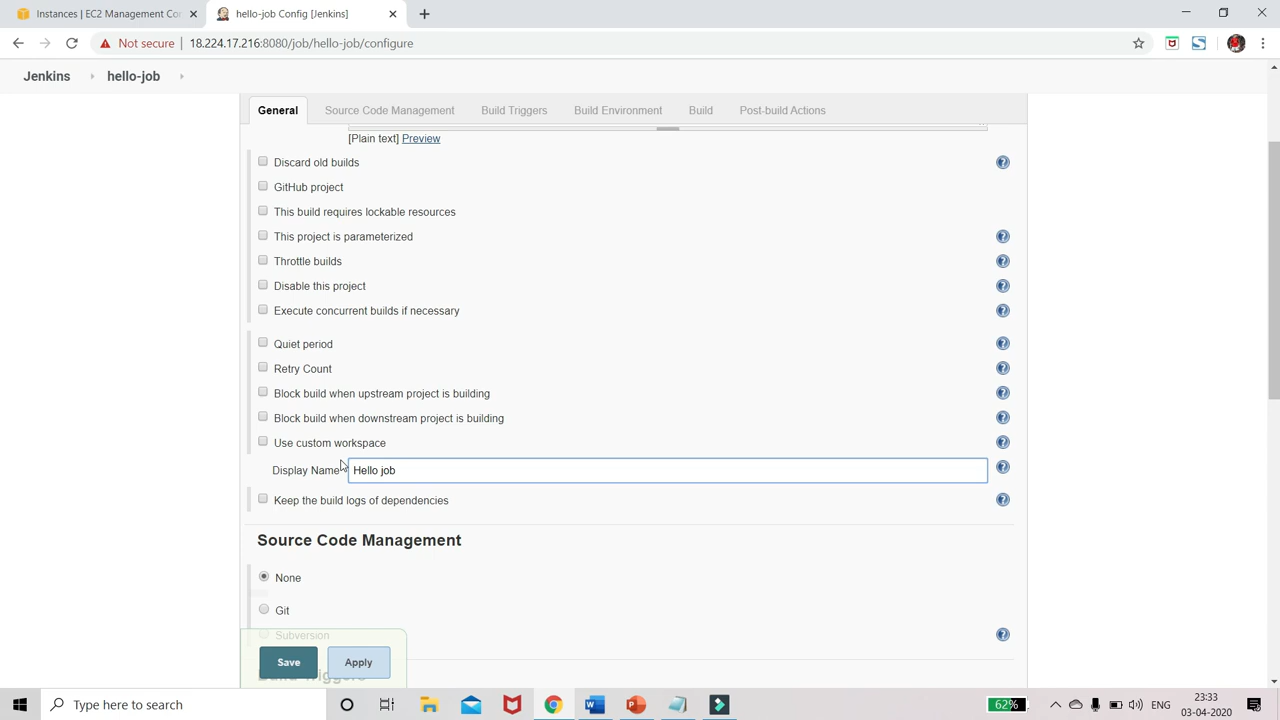 Instances | EC2 Management Co
hello-job Config [Jenkins]
Not secure
18.224.17.216:8080/job/hello-job/configure
Jenkins
hello-job
General
Source Code Management
Build Triggers
Build Environment
Build
Post-build Actions
[Plain text] Preview
Discard old builds
GitHub project
This build requires lockable resources
This project is parameterized
Throttle builds
Disable this project
Execute concurrent builds if necessary
Quiet period
Retry Count
Block build when upstream project is building
Block build when downstream project is building
Use custom workspace
Display Name
Hello job
Keep the build logs of dependencies
Source Code Management
None
Git
Subversion
Build Triggers
Save
Apply
Type here to search
62%
ENG
23:33
03-04-2020